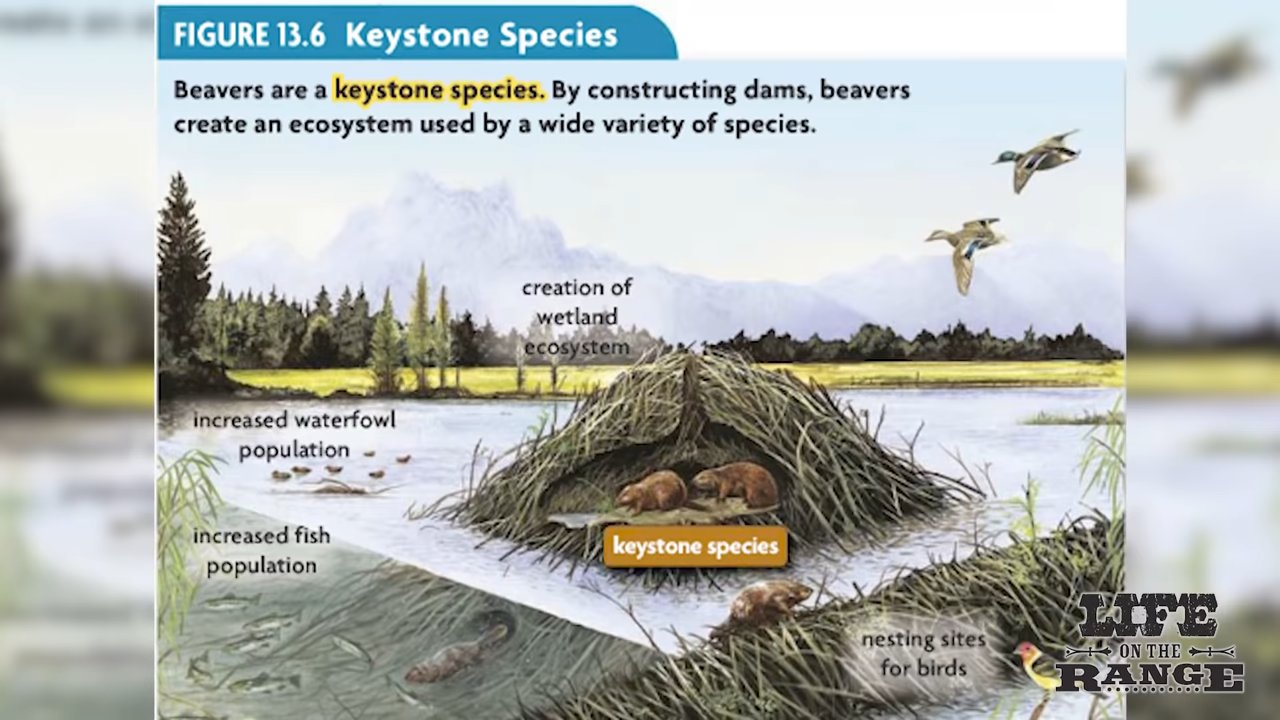 FIGURE 13.6 Keystone Species
Beavers are a keystone species. By constructing dams, beavers
create an ecosystem used by a wide variety of species.
creation of
wetland
ecosystem
increased waterfowl
population
increased fish
population
keystone species
nesting sites
for birds
LIFE
ON THE
RANGE